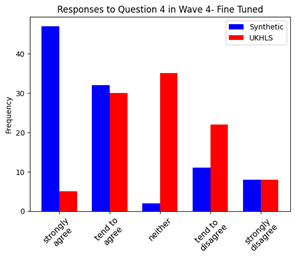 Responses to Question 4 in Wave 4- Fine Tuned
Synthetic
UKHLS
Frequency
40
30
20
10
0
strongly
agree
tend to
agree
neither
tend to
disagree
strongly
disagree